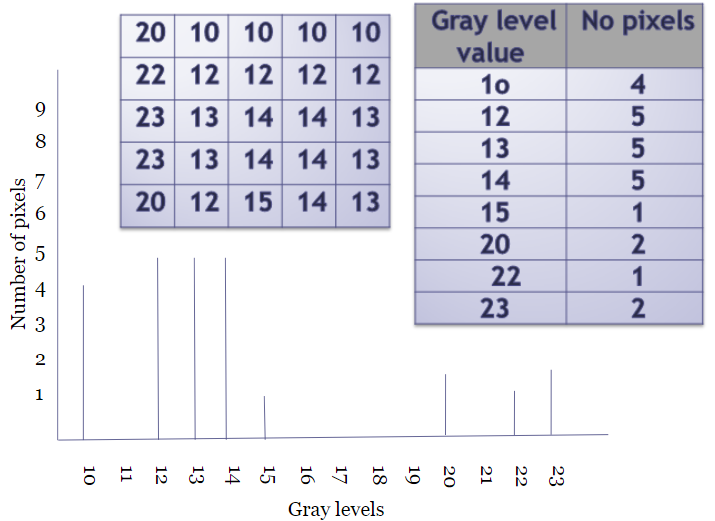 20 10 10 10 10
22 12 12 12 12
23 13 14 14 13
23 13 14 14 13
20 12 15 14 13
Gray level value No pixels
1o 4
12 5
13 5
14 5
15 1
20 2
22 1
23 2
Number of pixels
9
8
7
6
5
4
3
2
1
10 11 12 13 14 15 16 17 18 19 20 21 22 23
Gray levels